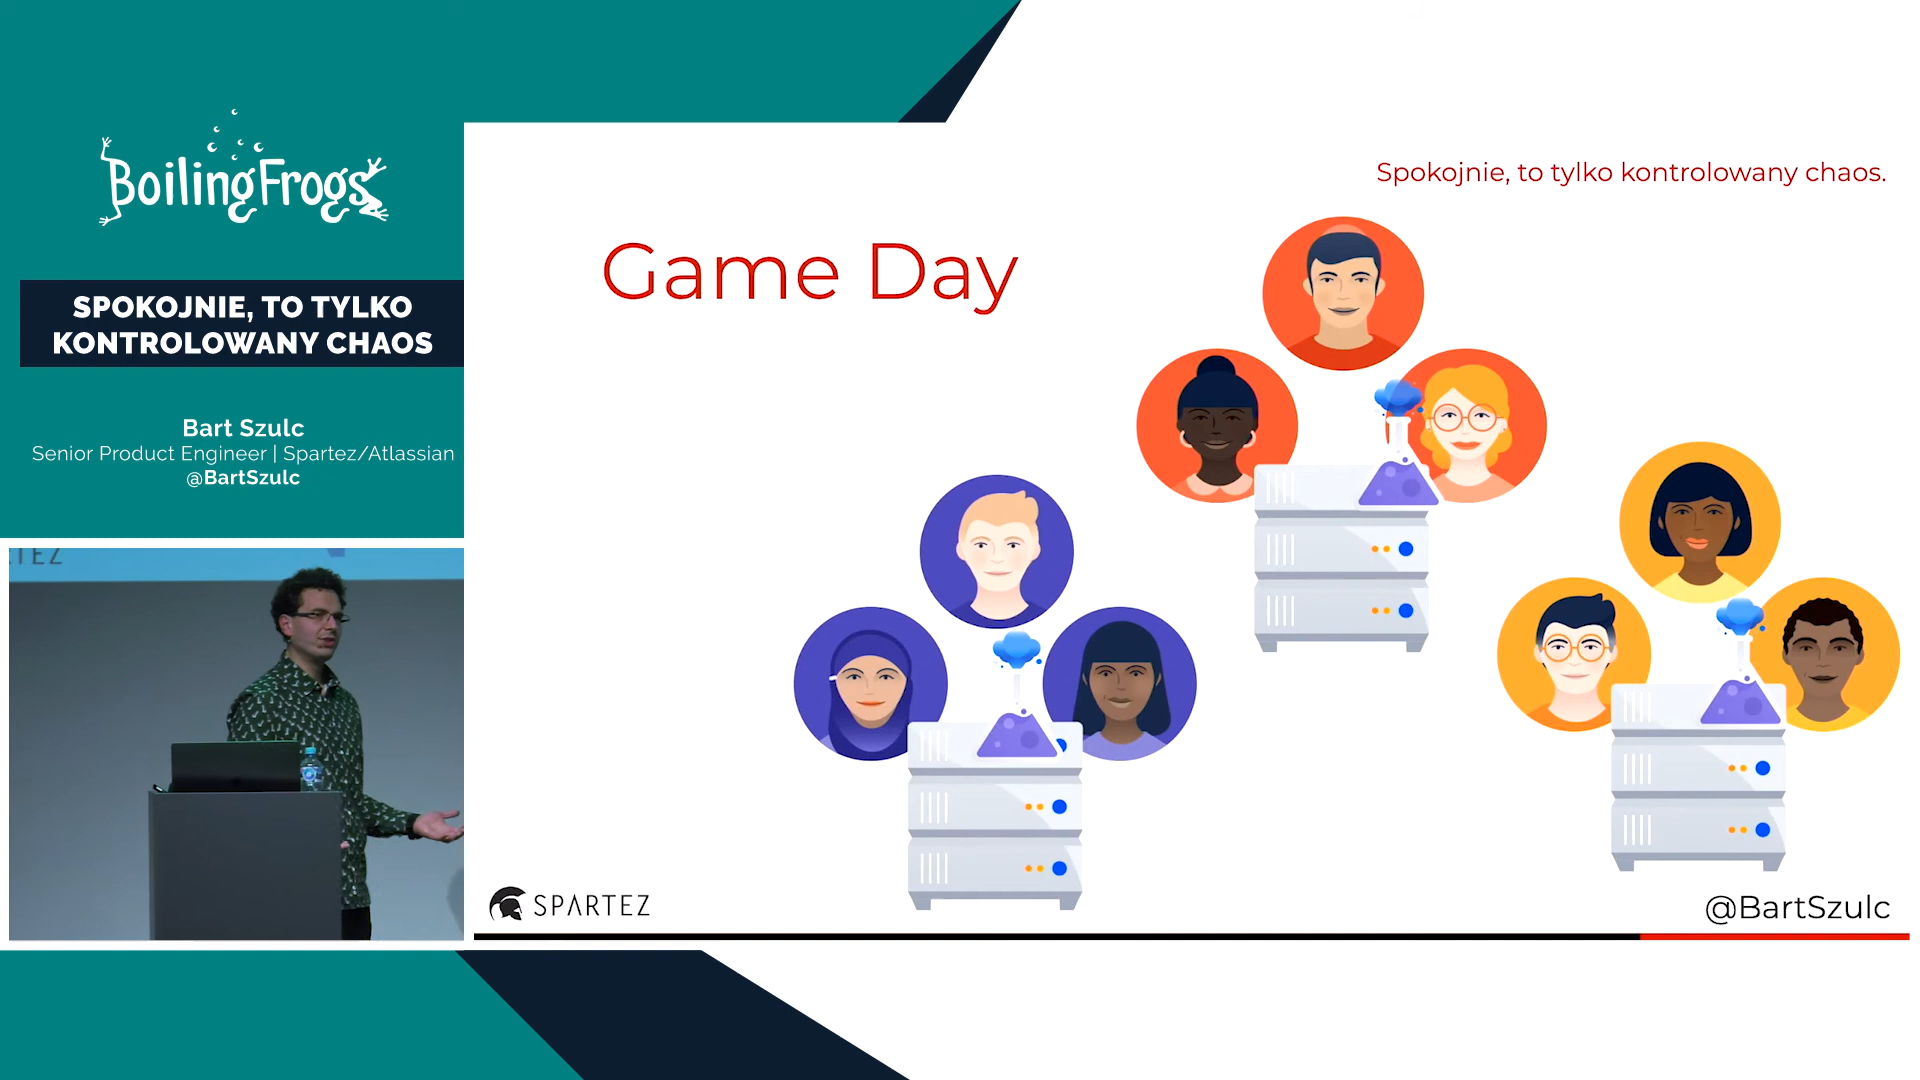 BoilingFrogs
SPOKOJNIE, TO TYLKO
KONTROLOWANY CHAOS
Bart Szulc
Senior Product Engineer | Spartez/Atlassian
@BartSzulc
Spokojnie, to tylko kontrolowany chaos.
Game Day
SPARTEZ
@BartSzulc